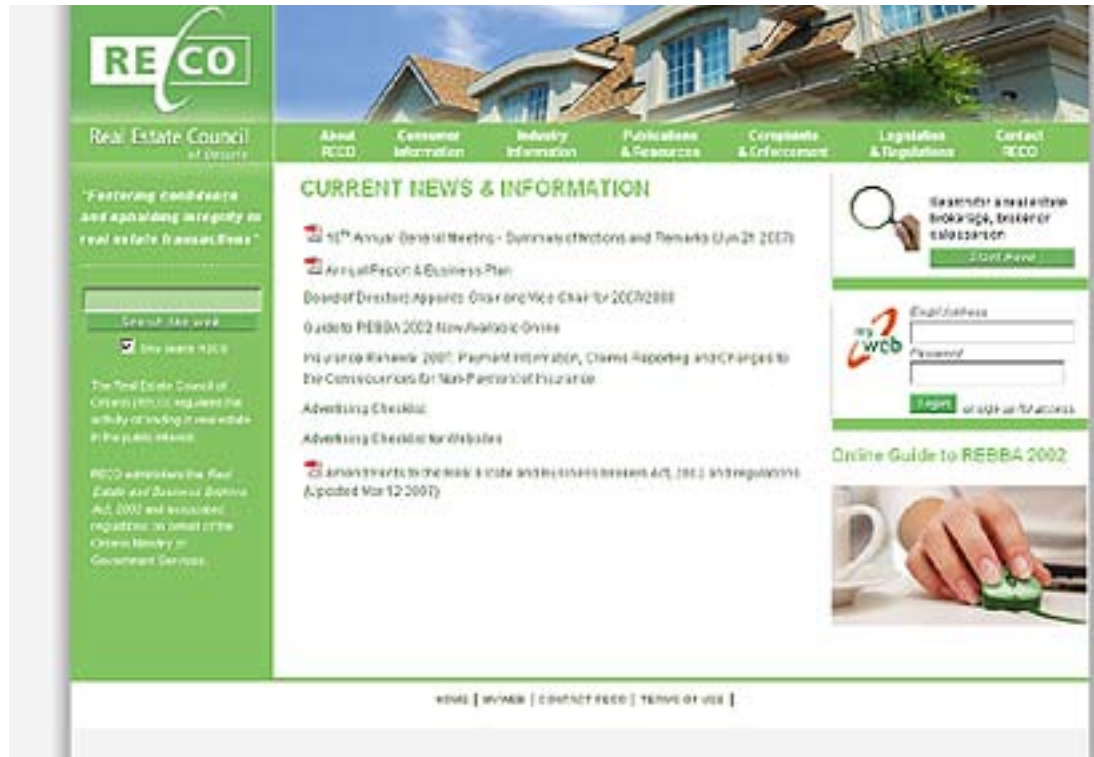 RECO
Real Estate Council
of Ontario
About
RECO
Consumer
Information
Industry
Information
Publications
& Resources
Complaints
& Enforcement
Legislation
& Regulations
Contact
RECO
"Fostering confidence
and upholding integrity in
real estate transactions"
Search the web
Site search RECO
The Real Estate Council of
Ontario (RECO) regulates the
activity of trading in real estate
in the public interest.
RECO administers the Real
Estate and Business Brokers
Act, 2002 and associated
regulations on behalf of the
Ontario Ministry of
Government Services.
CURRENT NEWS & INFORMATION
10th Annual General Meeting - Summary of Motions and Remarks (Jun 21 2007)
Annual Report & Business Plan
Board of Directors Appoints Chair and Vice-Chair for 2007/2008
Guide to REBBA 2002 Now Available Online
Insurance Renewal 2007: Payment Information, Claims Reporting and Changes to
the Consequences for Non-Payment of Insurance
Advertising Checklist
Advertising Checklist for Websites
Amendments to the Real Estate and Business Brokers Act, 2002 and regulations
(Updated Mar 12 2007)
Search for a real estate
brokerage, broker or
salesperson
Start Here
my
web
Email Address
Password
Login
or sign up for access
Online Guide to REBBA 2002
HOME | MYWEB | CONTACT RECO | TERMS OF USE |